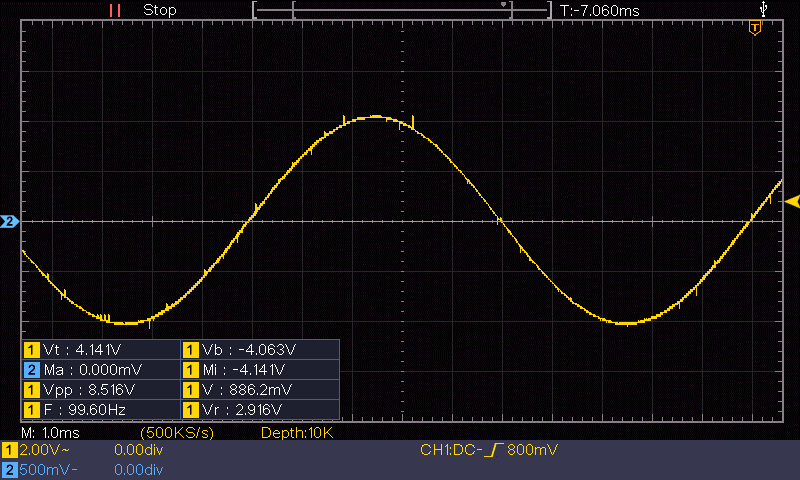 Stop T:-7.060ms
T
2
1 Vt : 4.141V 1 Vb : -4.063V
2 Ma : 0.000mV 1 Mi : -4.141V
1 Vpp : 8.516V 1 V : 886.2mV
1 F : 99.60Hz 1 Vr : 2.916V
M: 1.0ms (500KS/s) Depth:10K
1 2.00V~ 0.00div CH1:DC- 800mV
2 500mV- 0.00div